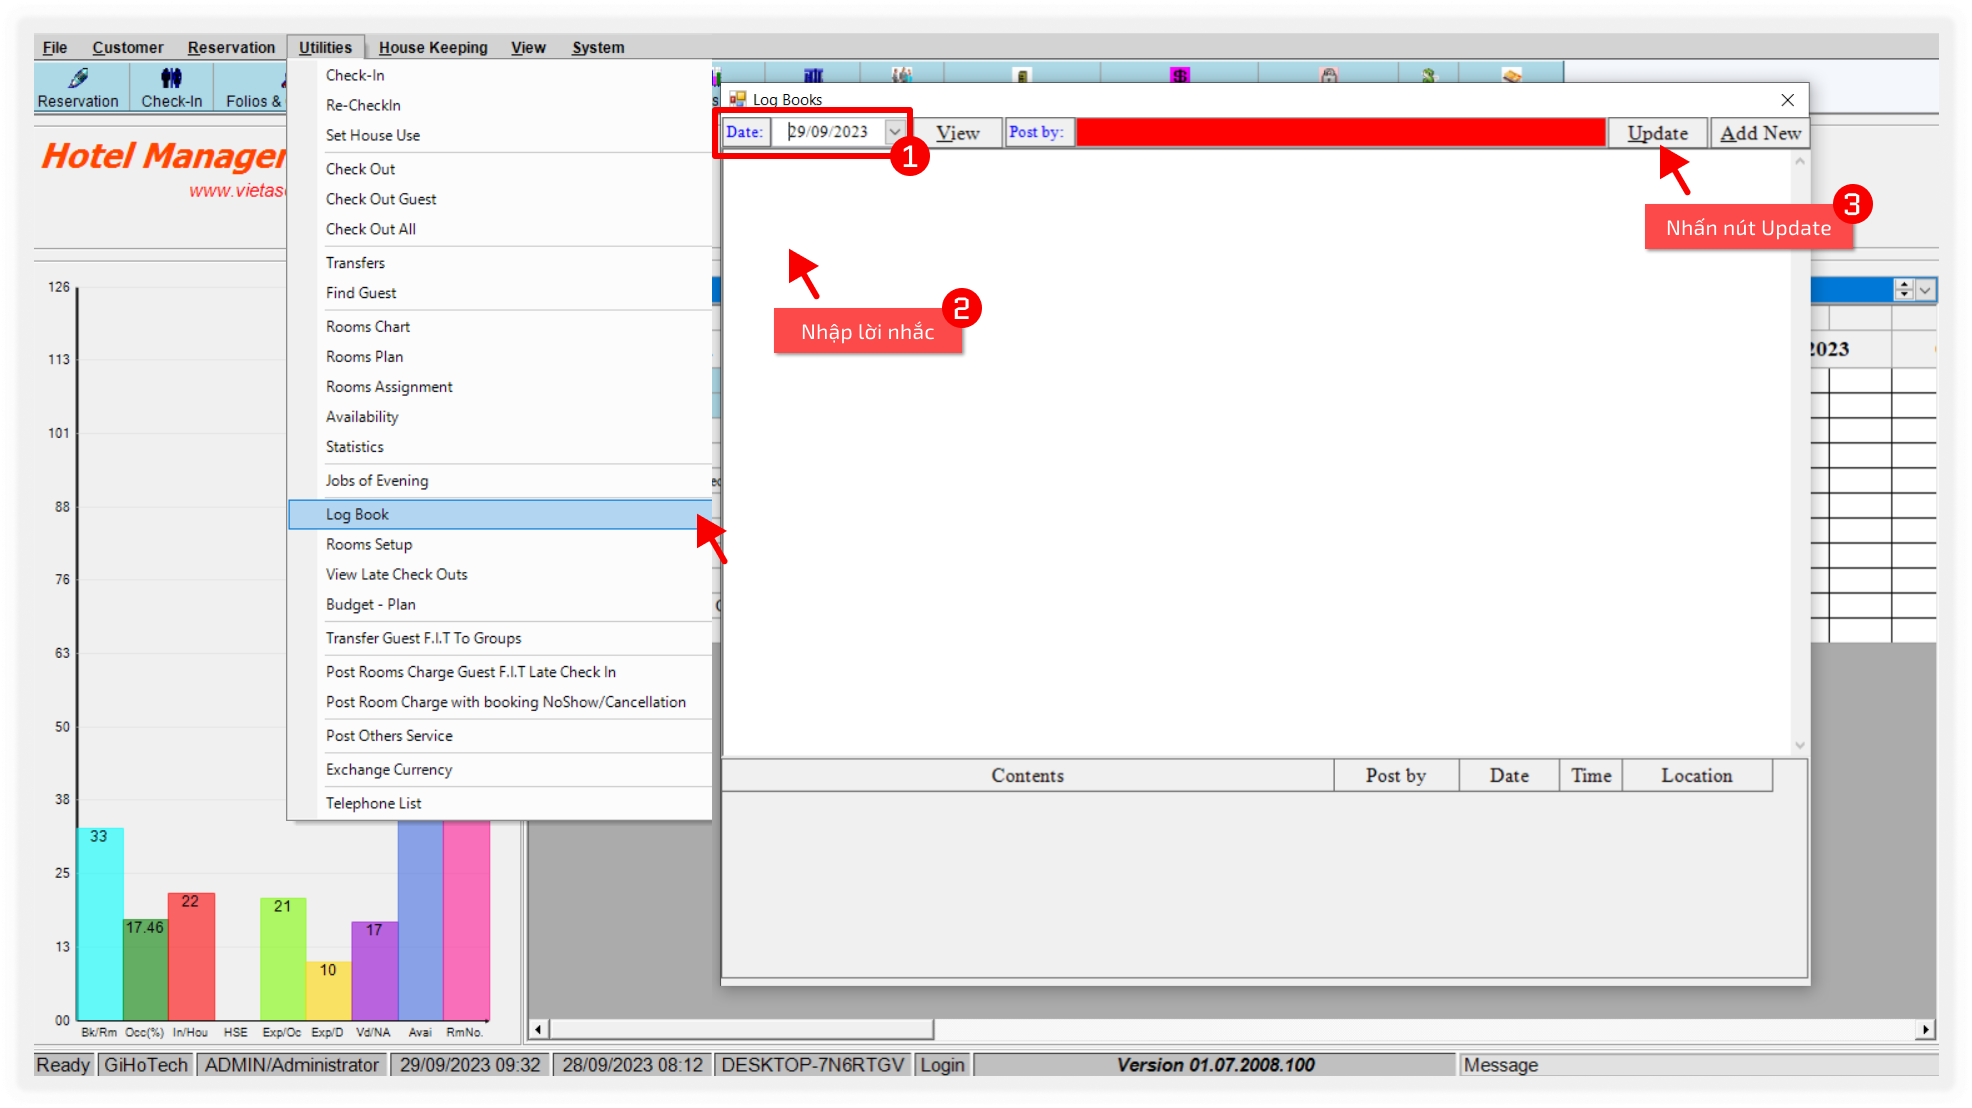 File Customer Reservation Utilities House Keeping View System
Reservation Check-In Folios &
Hotel Manager
www.vietas
Check-In
Re-CheckIn
Set House Use
Check Out
Check Out Guest
Check Out All
Transfers
Find Guest
Rooms Chart
Rooms Plan
Rooms Assignment
Availability
Statistics
Jobs of Evening
Log Book
Rooms Setup
View Late Check Outs
Budget - Plan
Transfer Guest F.I.T To Groups
Post Rooms Charge Guest F.I.T Late Check In
Post Room Charge with booking NoShow/Cancellation
Post Others Service
Exchange Currency
Telephone List
Log Books
Date: 29/09/2023 View Post by: Update Add New
1
3
Nhấn nút Update
2
Nhập lời nhắc
2023
Contents Post by Date Time Location
126
113
101
88
76
63
50
38
25
13
00
33
17.46
22
21
10
17
Bk/Rm Occ(%) In/Hou HSE Exp/Oc Exp/D Vd/NA Avai RmNo.
Ready GiHoTech ADMIN/Administrator 29/09/2023 09:32 28/09/2023 08:12 DESKTOP-7N6RTGV Login Version 01.07.2008.100 Message